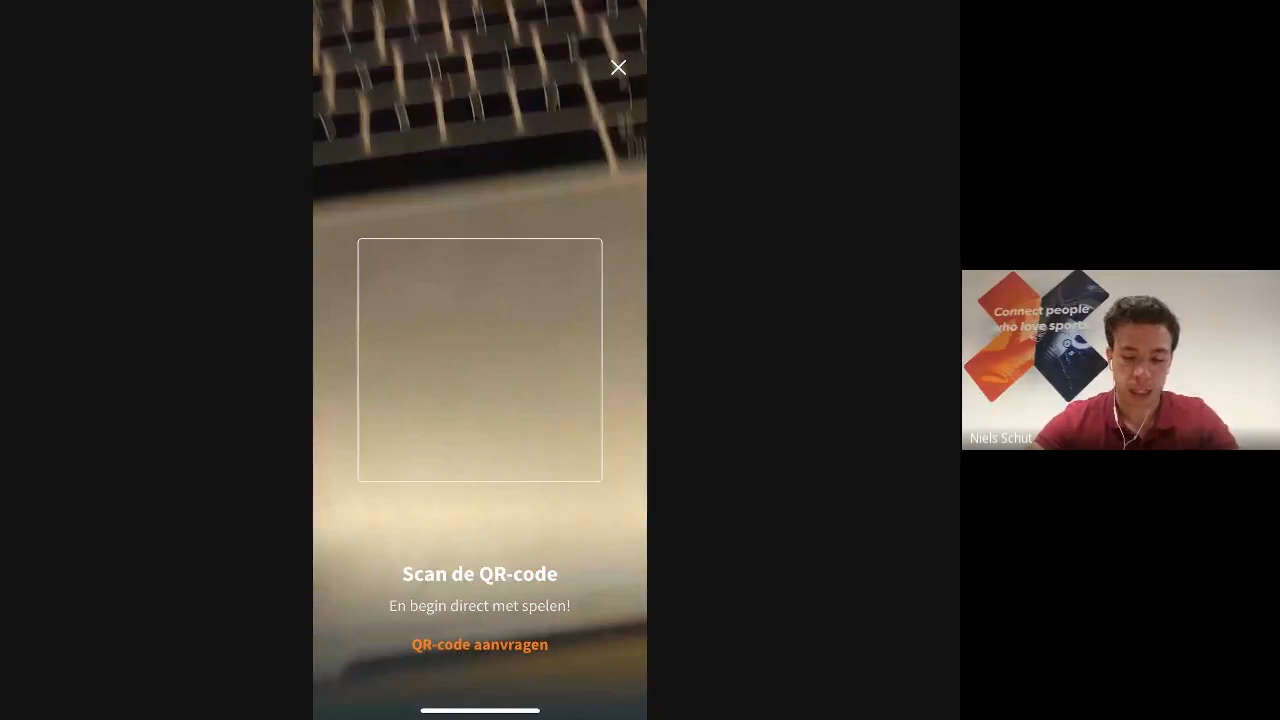 Scan de QR-code
En begin direct met spelen!
QR-code aanvragen
Connect people
who love sports
Niels Schut